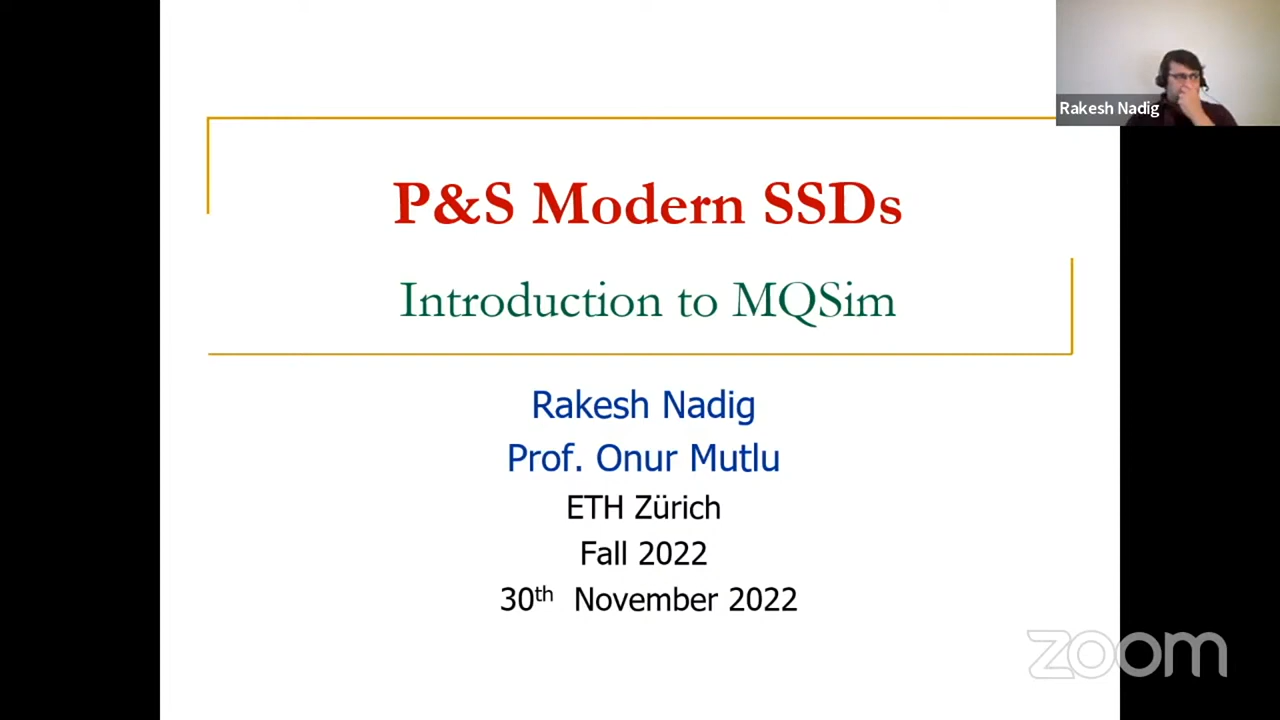 Rakesh Nadig
P&S Modern SSDs
Introduction to MQSim
Rakesh Nadig
Prof. Onur Mutlu
ETH Zürich
Fall 2022
30th November 2022
zoom